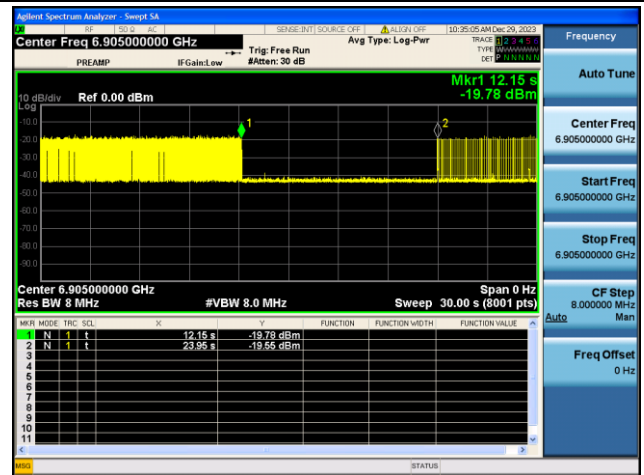 Agilent Spectrum Analyzer - Swept SA
RF 50 Ω AC SENSE:INT SOURCE OFF ALIGN OFF 10:35:05 AM Dec 29, 2023
Center Freq 6.905000000 GHz Avg Type: Log-Pwr TRACE 1 2 3 4 5 6
Trig: Free Run TYPE
PREAMP IFGain:Low #Atten: 30 dB DET P N N N N N
Frequency
Auto Tune
Mkr1 12.15 s
10 dB/div Ref 0.00 dBm -19.78 dBm
Log
1
2
-10.0
-20.0
-30.0
-40.0
-50.0
-60.0
-70.0
-80.0
-90.0
Center 6.905000000 GHz Span 0 Hz
Res BW 8 MHz #VBW 8.0 MHz Sweep 30.00 s (8001 pts)
MKR MODE TRC SCL X Y FUNCTION FUNCTION WIDTH FUNCTION VALUE
1 N 1 t 12.15 s -19.78 dBm
2 N 1 t 23.95 s -19.55 dBm
3
4
5
6
7
8
9
10
11
MSG STATUS
Center Freq
6.905000000 GHz
Start Freq
6.905000000 GHz
Stop Freq
6.905000000 GHz
CF Step
8.000000 MHz
Auto Man
Freq Offset
0 Hz